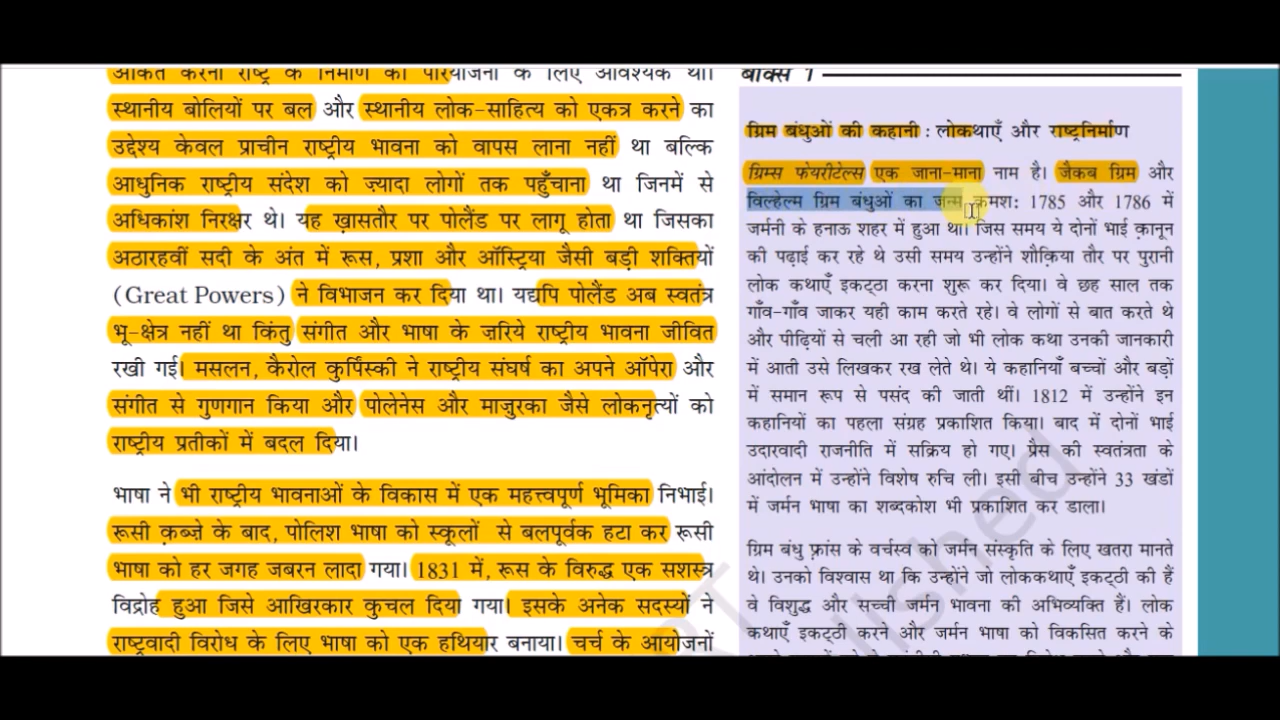 अंकित करना राष्ट्र के निर्माण की परियोजना के लिए आवश्यक था।
स्थानीय बोलियों पर बल और स्थानीय लोक-साहित्य को एकत्र करने का
उद्देश्य केवल प्राचीन राष्ट्रीय भावना को वापस लाना नहीं था बल्कि
आधुनिक राष्ट्रीय संदेश को ज़्यादा लोगों तक पहुँचाना था जिनमें से
अधिकांश निरक्षर थे। यह ख़ासतौर पर पोलैंड पर लागू होता था जिसका
अठारहवीं सदी के अंत में रूस, प्रशा और ऑस्ट्रिया जैसी बड़ी शक्तियों
(Great Powers) ने विभाजन कर दिया था। यद्यपि पोलैंड अब स्वतंत्र
भू-क्षेत्र नहीं था किंतु संगीत और भाषा के ज़रिये राष्ट्रीय भावना जीवित
रखी गई। मसलन, कैरोल कुर्पिंस्की ने राष्ट्रीय संघर्ष का अपने ऑपेरा और
संगीत से गुणगान किया और पोलेनेस और माज़ुरका जैसे लोकनृत्यों को
राष्ट्रीय प्रतीकों में बदल दिया।
भाषा ने भी राष्ट्रीय भावनाओं के विकास में एक महत्त्वपूर्ण भूमिका निभाई।
रूसी क़ब्ज़े के बाद, पोलिश भाषा को स्कूलों से बलपूर्वक हटा कर रूसी
भाषा को हर जगह जबरन लादा गया। 1831 में, रूस के विरुद्ध एक सशस्त्र
विद्रोह हुआ जिसे आखिरकार कुचल दिया गया। इसके अनेक सदस्यों ने
राष्ट्रवादी विरोध के लिए भाषा को एक हथियार बनाया। चर्च के आयोजनों
बॉक्स 1
ग्रिम बंधुओं की कहानी : लोकथाएँ और राष्ट्रनिर्माण
ग्रिम्स फेयरीटेल्स एक जाना-माना नाम है। जैकब ग्रिम और
विल्हेल्म ग्रिम बंधुओं का जन्म क्रमश: 1785 और 1786 में
जर्मनी के हनाऊ शहर में हुआ था। जिस समय ये दोनों भाई क़ानून
की पढ़ाई कर रहे थे उसी समय उन्होंने शौक़िया तौर पर पुरानी
लोक कथाएँ इकट्ठा करना शुरू कर दिया। वे छह साल तक
गाँव-गाँव जाकर यही काम करते रहे। वे लोगों से बात करते थे
और पीढ़ियों से चली आ रही जो भी लोक कथा उनकी जानकारी
में आती उसे लिखकर रख लेते थे। ये कहानियाँ बच्चों और बड़ों
में समान रूप से पसंद की जाती थीं। 1812 में उन्होंने इन
कहानियों का पहला संग्रह प्रकाशित किया। बाद में दोनों भाई
उदारवादी राजनीति में सक्रिय हो गए। प्रैस की स्वतंत्रता के
आंदोलन में उन्होंने विशेष रुचि ली। इसी बीच उन्होंने 33 खंडों
में जर्मन भाषा का शब्दकोश भी प्रकाशित कर डाला।
ग्रिम बंधु फ़्रांस के वर्चस्व को जर्मन संस्कृति के लिए खतरा मानते
थे। उनको विश्वास था कि उन्होंने जो लोककथाएँ इकट्ठी की हैं
वे विशुद्ध और सच्ची जर्मन भावना की अभिव्यक्ति हैं। लोक
कथाएँ इकट्ठी करने और जर्मन भाषा को विकसित करने के